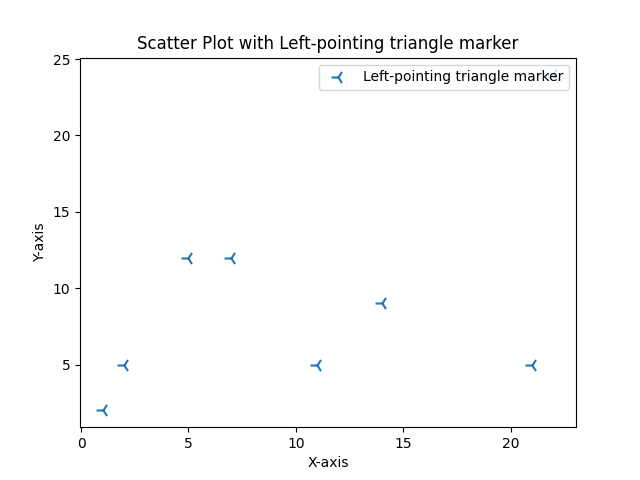 Scatter Plot with Left-pointing triangle marker
Left-pointing triangle marker
25
20
15
10
5
Y-axis
0 5 10 15 20
X-axis